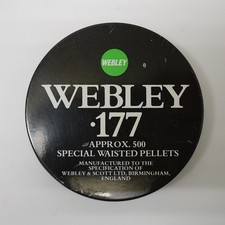 WEBLEY
WEBLEY
·177
APPROX. 500
SPECIAL WAISTED PELLETS
MANUFACTURED TO THE
SPECIFICATION OF
WEBLEY & SCOTT LTD, BIRMINGHAM,
ENGLAND